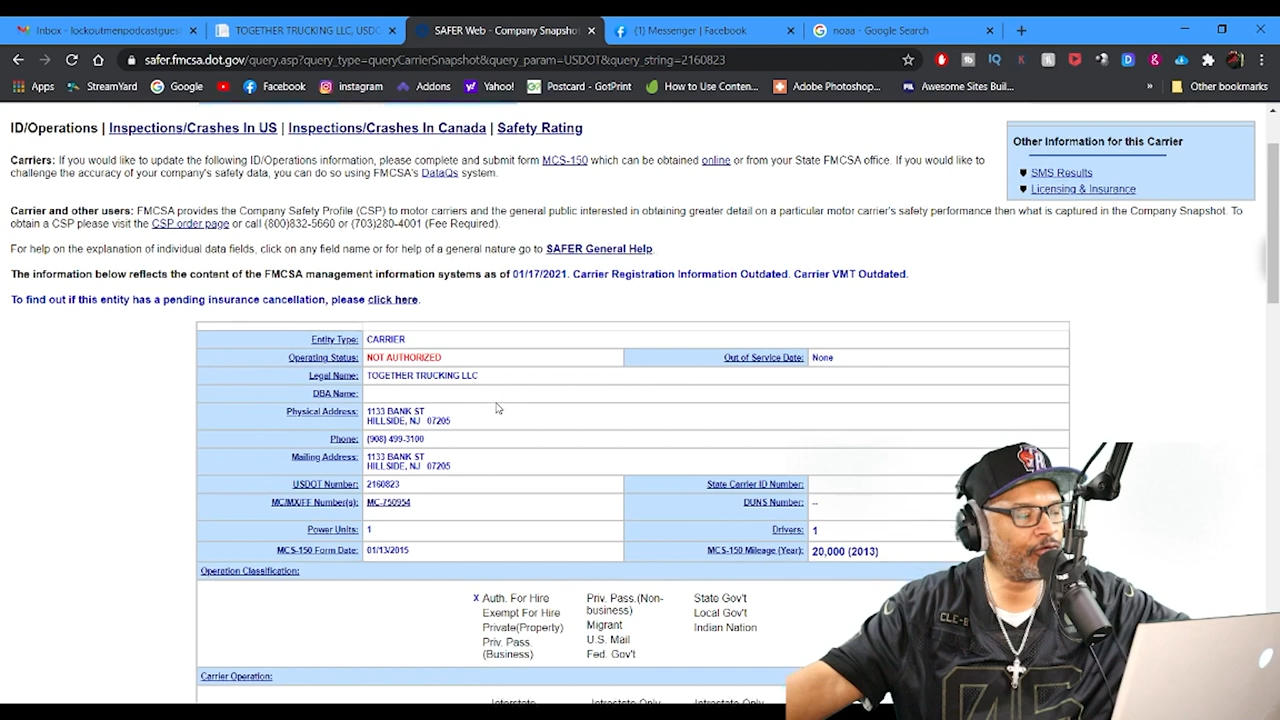 Inbox - lockoutmenpodcastgues
TOGETHER TRUCKING LLC, USDC
SAFER Web - Company Snapshot
(1) Messenger | Facebook
noaa - Google Search
safer.fmcsa.dot.gov/query.asp?query_type=queryCarrierSnapshot&query_param=USDOT&query_string=2160823
Apps StreamYard Google Facebook instagram Addons Yahoo! Postcard - GotPrint How to Use Conten... Adobe Photoshop... Awesome Sites Buil... » Other bookmarks
ID/Operations | Inspections/Crashes In US | Inspections/Crashes In Canada | Safety Rating
Other Information for this Carrier
SMS Results
Licensing & Insurance
Carriers: If you would like to update the following ID/Operations information, please complete and submit form MCS-150 which can be obtained online or from your State FMCSA office. If you would like to
challenge the accuracy of your company's safety data, you can do so using FMCSA's DataQs system.
Carrier and other users: FMCSA provides the Company Safety Profile (CSP) to motor carriers and the general public interested in obtaining greater detail on a particular motor carrier's safety performance then what is captured in the Company Snapshot. To
obtain a CSP please visit the CSP order page or call (800)832-5660 or (703)280-4001 (Fee Required).
For help on the explanation of individual data fields, click on any field name or for help of a general nature go to SAFER General Help.
The information below reflects the content of the FMCSA management information systems as of 01/17/2021. Carrier Registration Information Outdated. Carrier VMT Outdated.
To find out if this entity has a pending insurance cancellation, please click here.
Entity Type: CARRIER
Operating Status: NOT AUTHORIZED Out of Service Date: None
Legal Name: TOGETHER TRUCKING LLC
DBA Name:
Physical Address: 1133 BANK ST
HILLSIDE, NJ 07205
Phone: (908) 499-3100
Mailing Address: 1133 BANK ST
HILLSIDE, NJ 07205
USDOT Number: 2160823 State Carrier ID Number:
MC/MX/FF Number(s): MC-750954 DUNS Number: --
Power Units: 1 Drivers: 1
MCS-150 Form Date: 01/13/2015 MCS-150 Mileage (Year): 20,000 (2013)
Operation Classification:
X Auth. For Hire
Exempt For Hire
Private(Property)
Priv. Pass.
(Business)
Priv. Pass.(Non-
business)
Migrant
U.S. Mail
Fed. Gov't
State Gov't
Local Gov't
Indian Nation
Carrier Operation:
Interstate Intrastate Only Intrastate Only